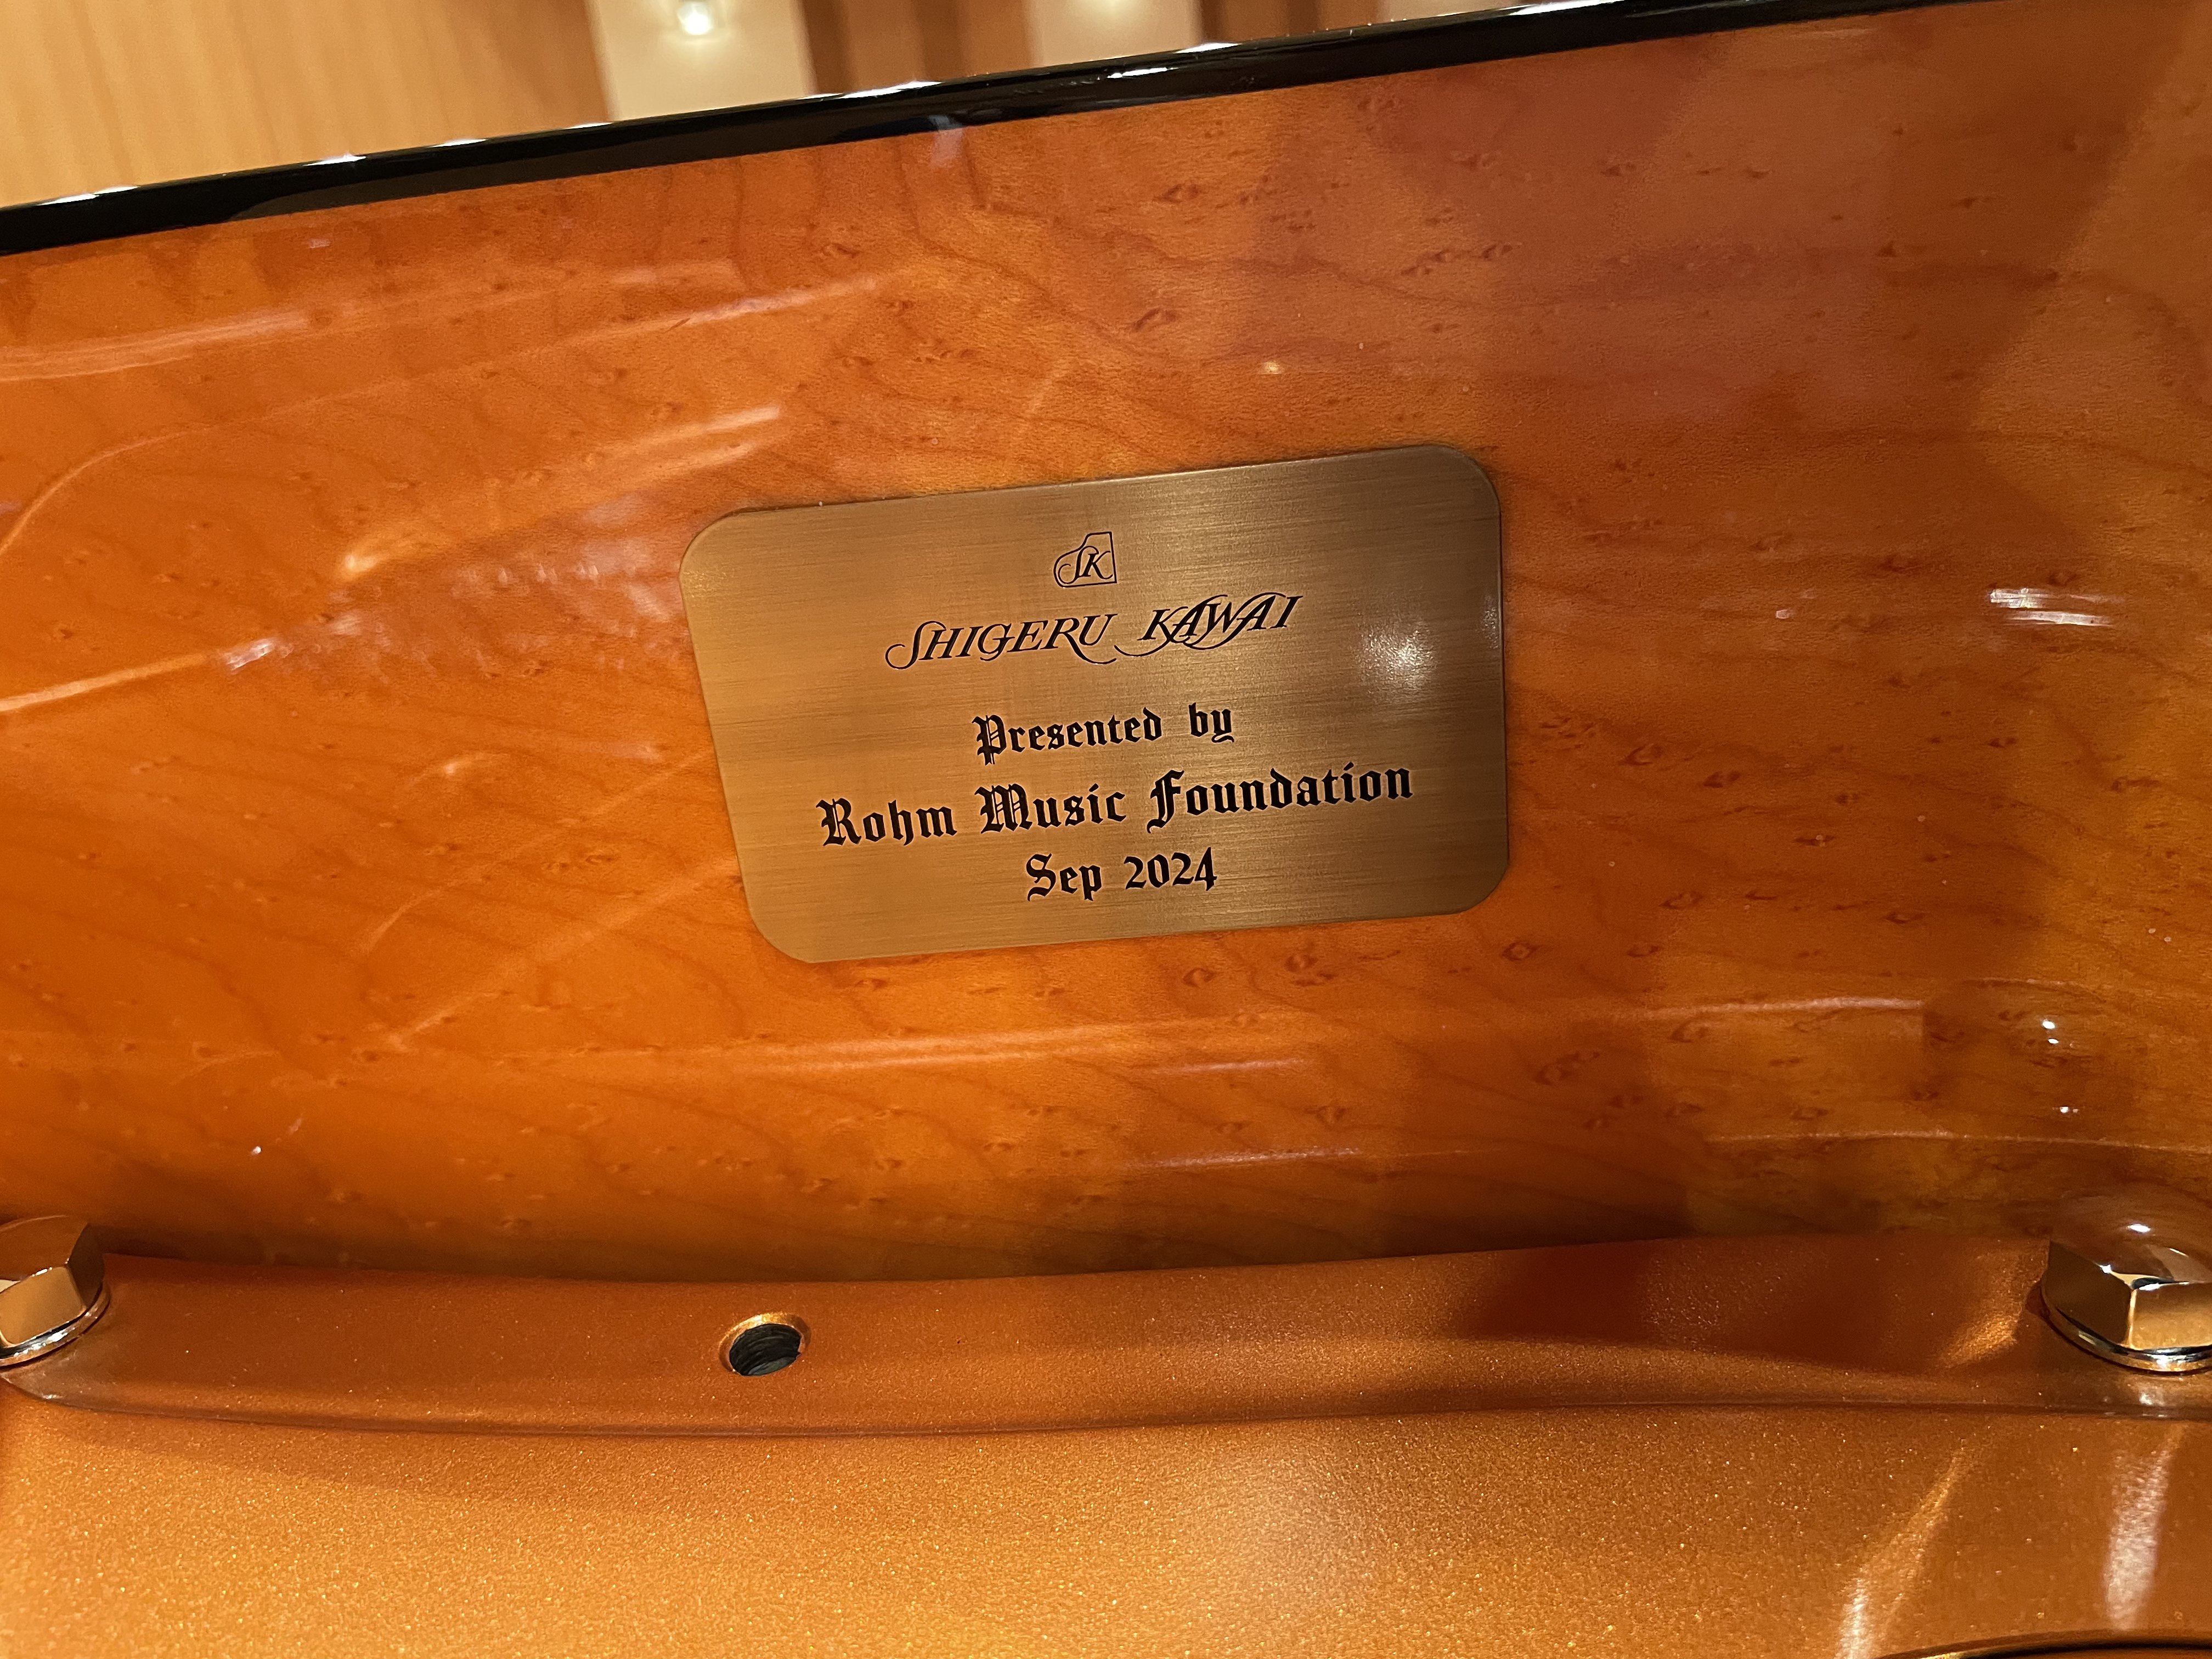 SK
SHIGERU KAWAI
Presented by
Rohm Music Foundation
Sep 2024